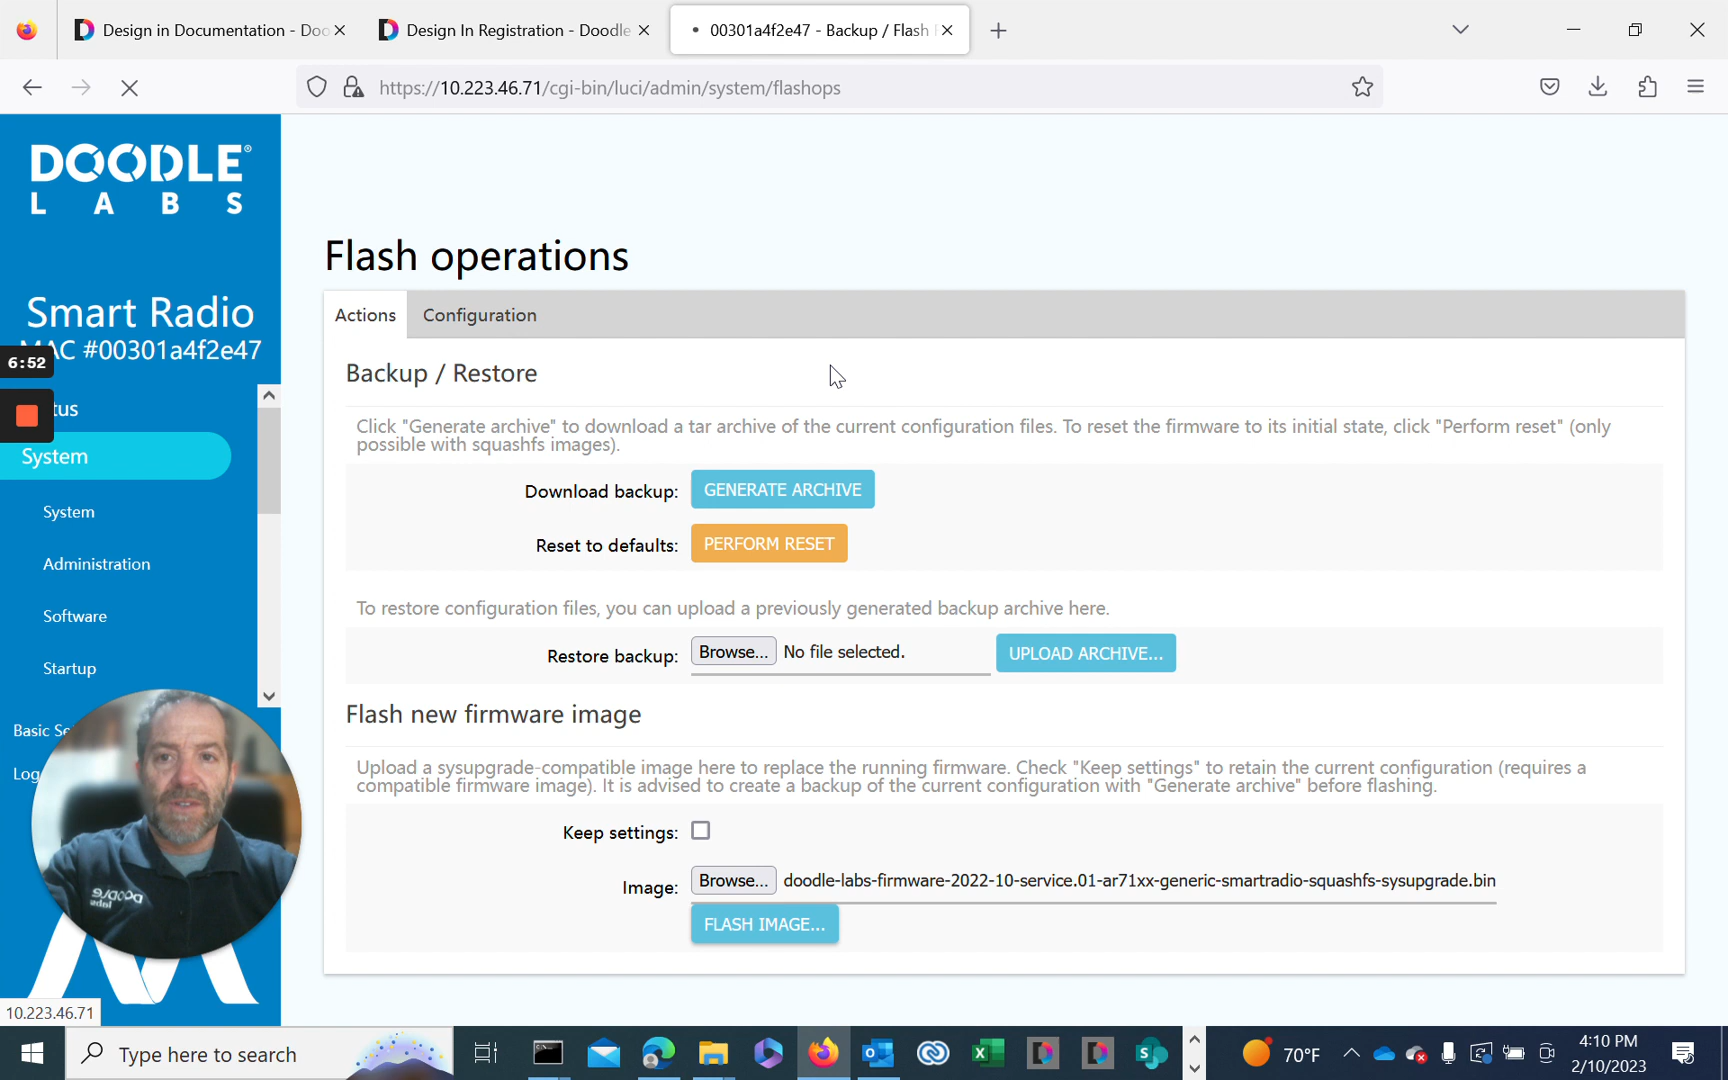 Design in Documentation - Doo
Design In Registration - Doodle
00301a4f2e47 - Backup / Flash
https://10.223.46.71/cgi-bin/luci/admin/system/flashops
DOODLE®
LABS
Smart Radio
MAC #00301a4f2e47
6:52
tus
System
System
Administration
Software
Startup
Basic Se
Log
10.223.46.71
Flash operations
Actions
Configuration
Backup / Restore
Click "Generate archive" to download a tar archive of the current configuration files. To reset the firmware to its initial state, click "Perform reset" (only
possible with squashfs images).
Download backup: GENERATE ARCHIVE
Reset to defaults: PERFORM RESET
To restore configuration files, you can upload a previously generated backup archive here.
Restore backup: Browse... No file selected. UPLOAD ARCHIVE...
Flash new firmware image
Upload a sysupgrade-compatible image here to replace the running firmware. Check "Keep settings" to retain the current configuration (requires a
compatible firmware image). It is advised to create a backup of the current configuration with "Generate archive" before flashing.
Keep settings:
Image: Browse... doodle-labs-firmware-2022-10-service.01-ar71xx-generic-smartradio-squashfs-sysupgrade.bin
FLASH IMAGE...
Type here to search
70°F
4:10 PM
2/10/2023